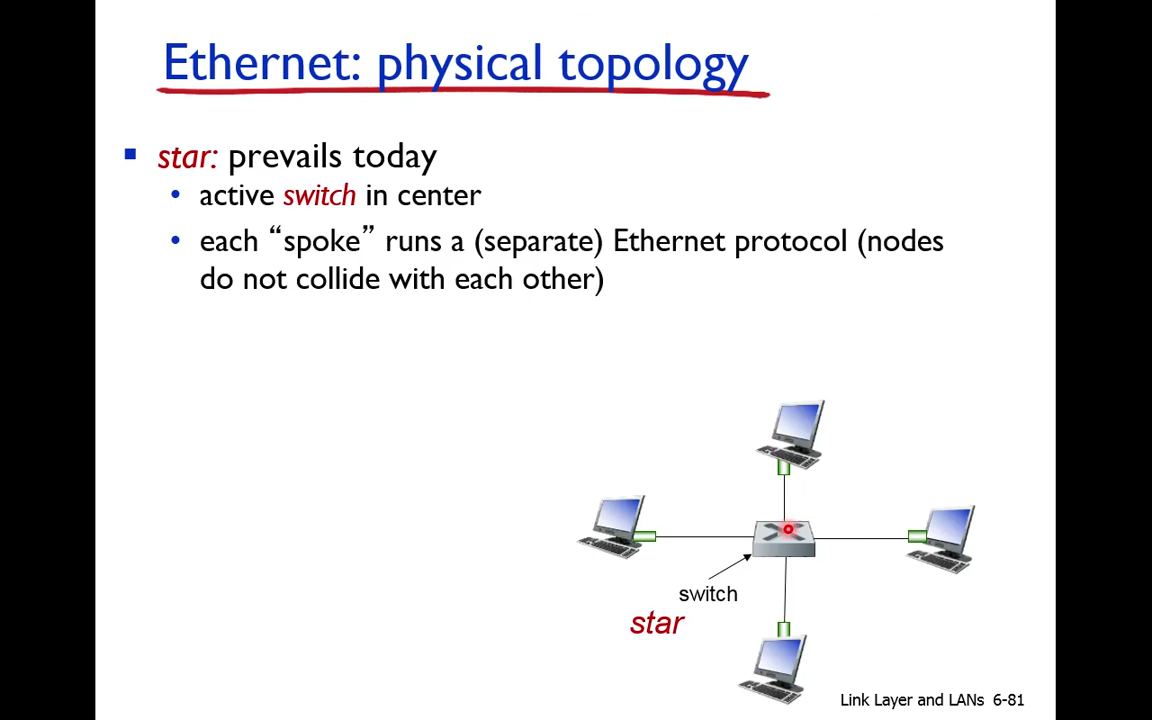 Ethernet: physical topology
▪ star: prevails today
• active switch in center
• each “spoke” runs a (separate) Ethernet protocol (nodes
do not collide with each other)
switch
star
Link Layer and LANs 6-81